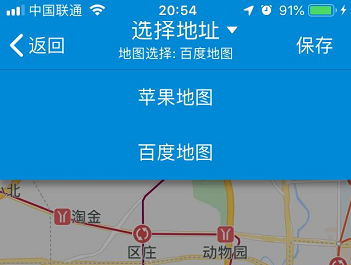 中国联通 20:54 91%
选择地址
返回 保存
地图选择: 百度地图
苹果地图
百度地图
北
淘金
区庄 动物园